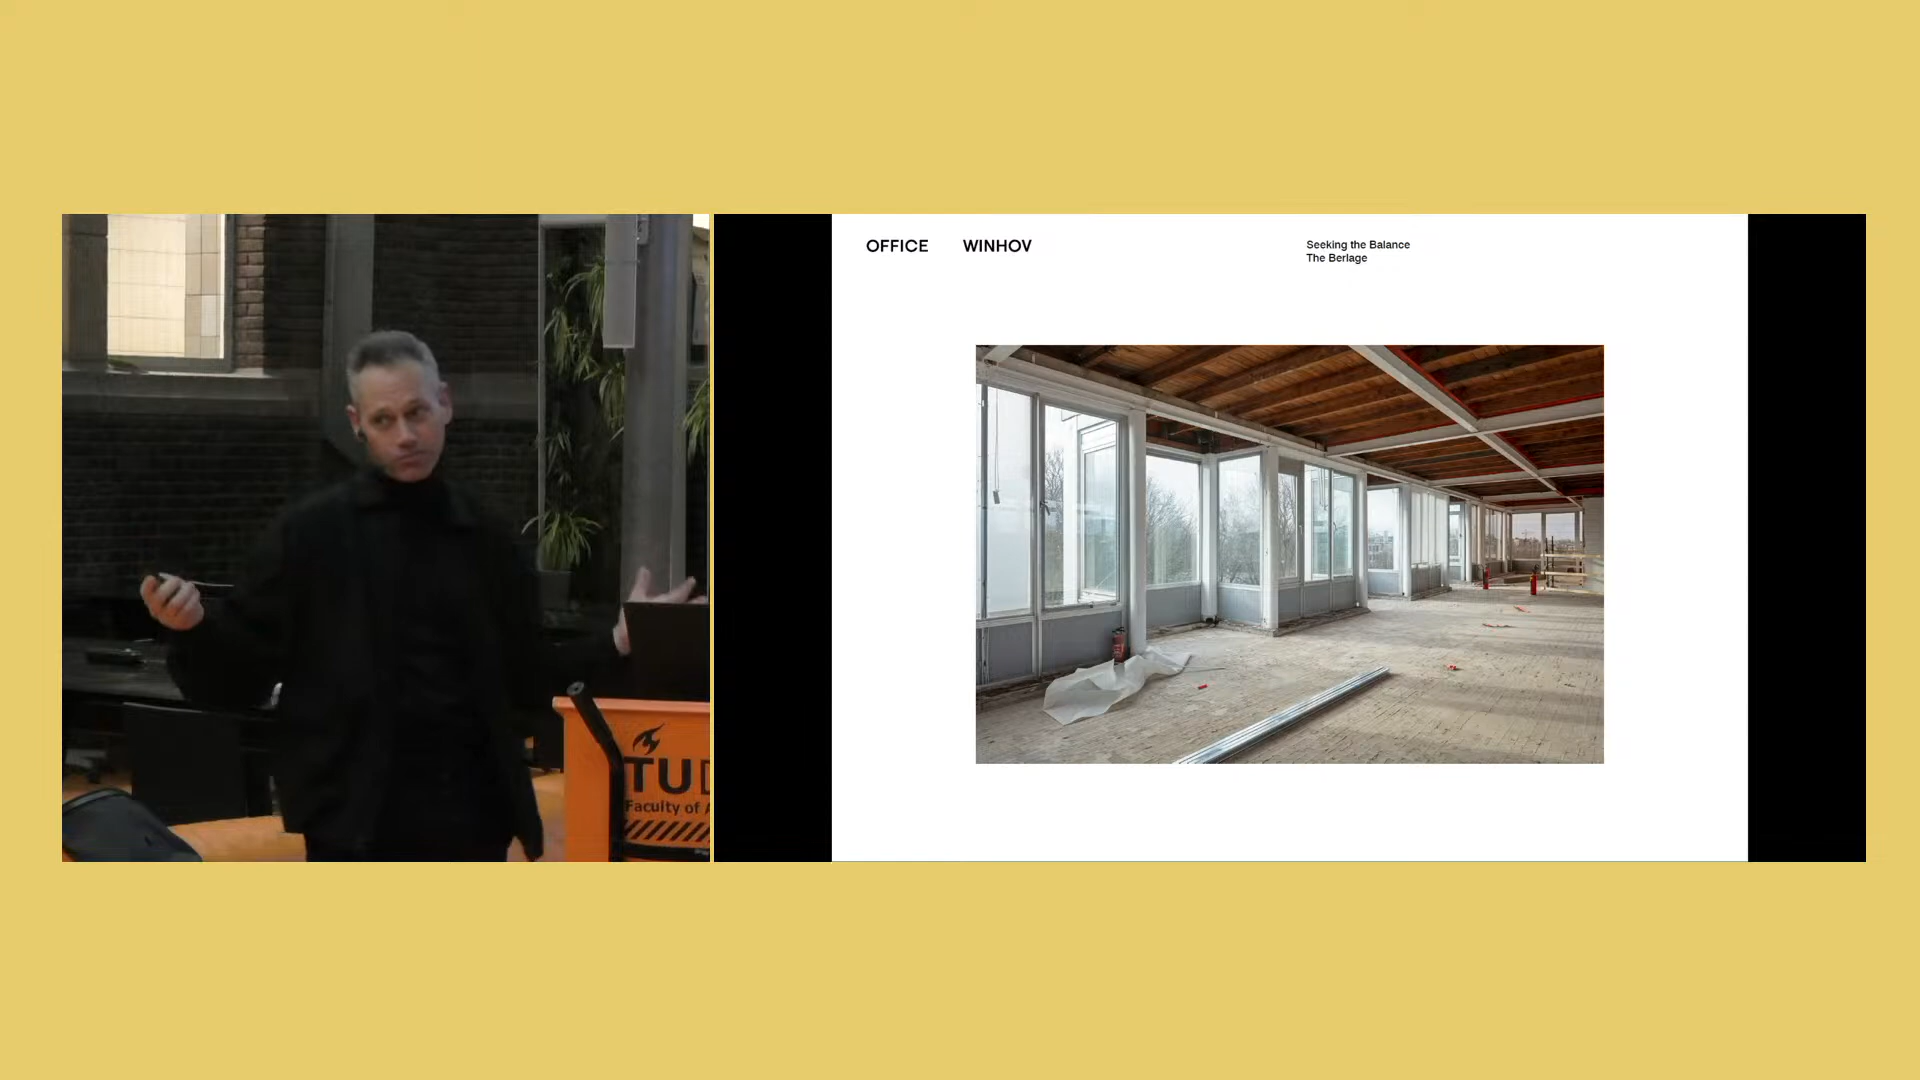 OFFICE WINHOV
Seeking the Balance
The Berlage
TU
Faculty of